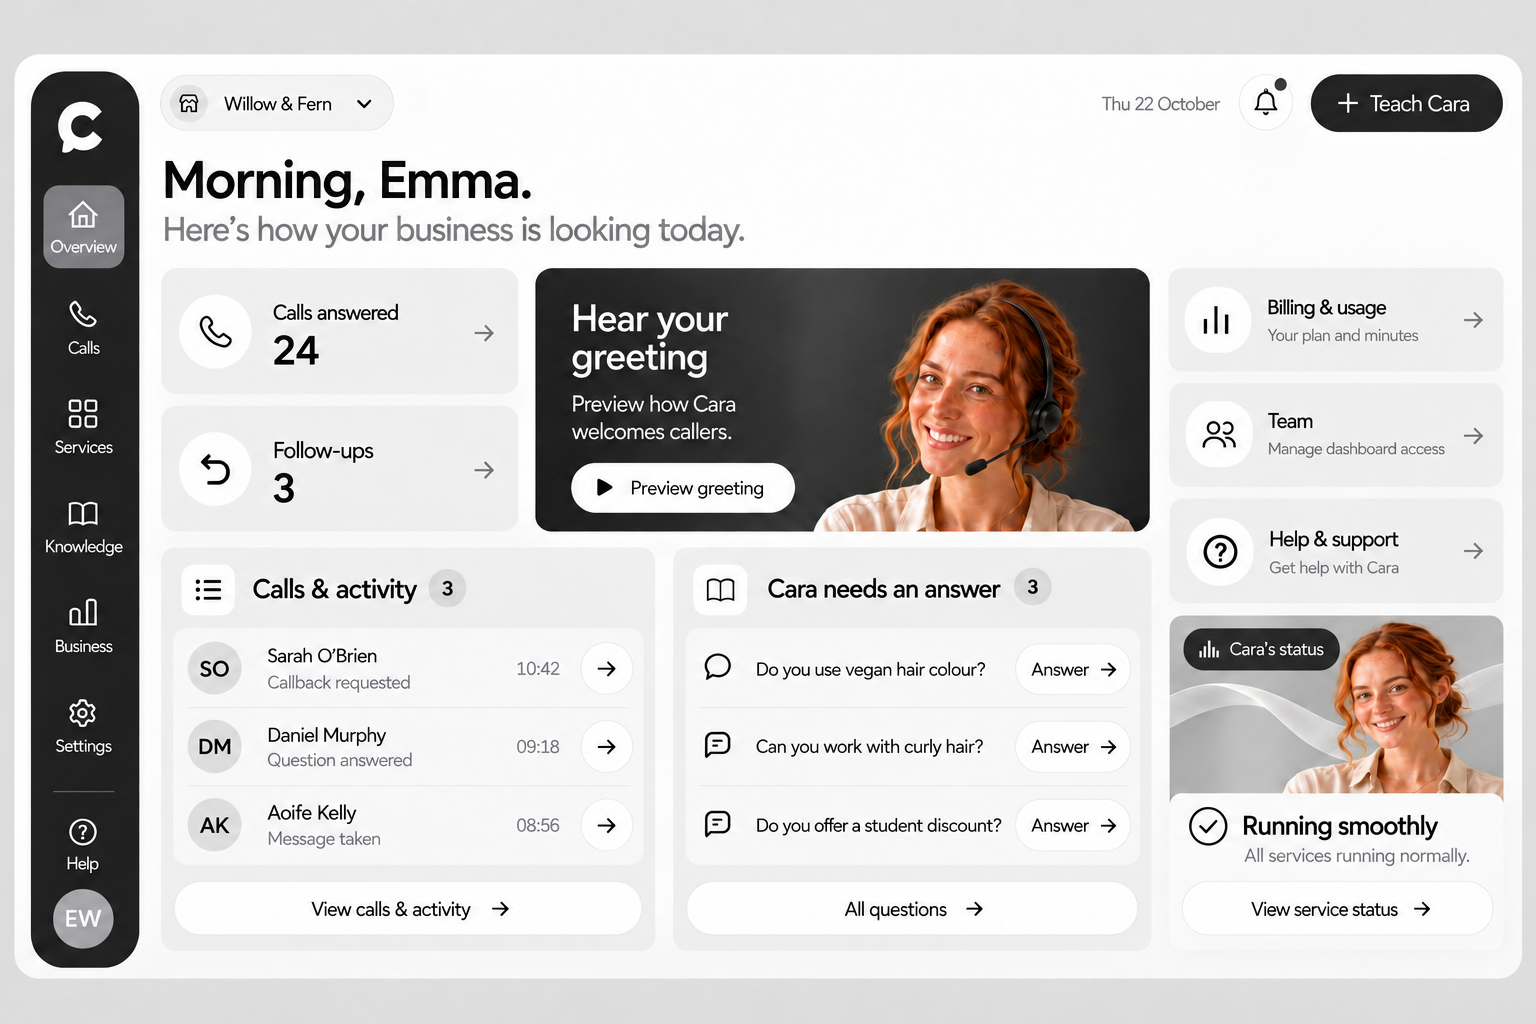 Willow & Fern
Thu 22 October
Teach Cara
Morning, Emma.
Here's how your business is looking today.
Overview
Calls
Services
Knowledge
Business
Settings
Help
EW
Calls answered
24
Follow-ups
3
Hear your
greeting
Preview how Cara
welcomes callers.
Preview greeting
Billing & usage
Your plan and minutes
Team
Manage dashboard access
Help & support
Get help with Cara
Calls & activity 3
SO
Sarah O'Brien
Callback requested
10:42
DM
Daniel Murphy
Question answered
09:18
AK
Aoife Kelly
Message taken
08:56
View calls & activity
Cara needs an answer 3
Do you use vegan hair colour?
Answer
Can you work with curly hair?
Answer
Do you offer a student discount?
Answer
All questions
Cara's status
Running smoothly
All services running normally.
View service status